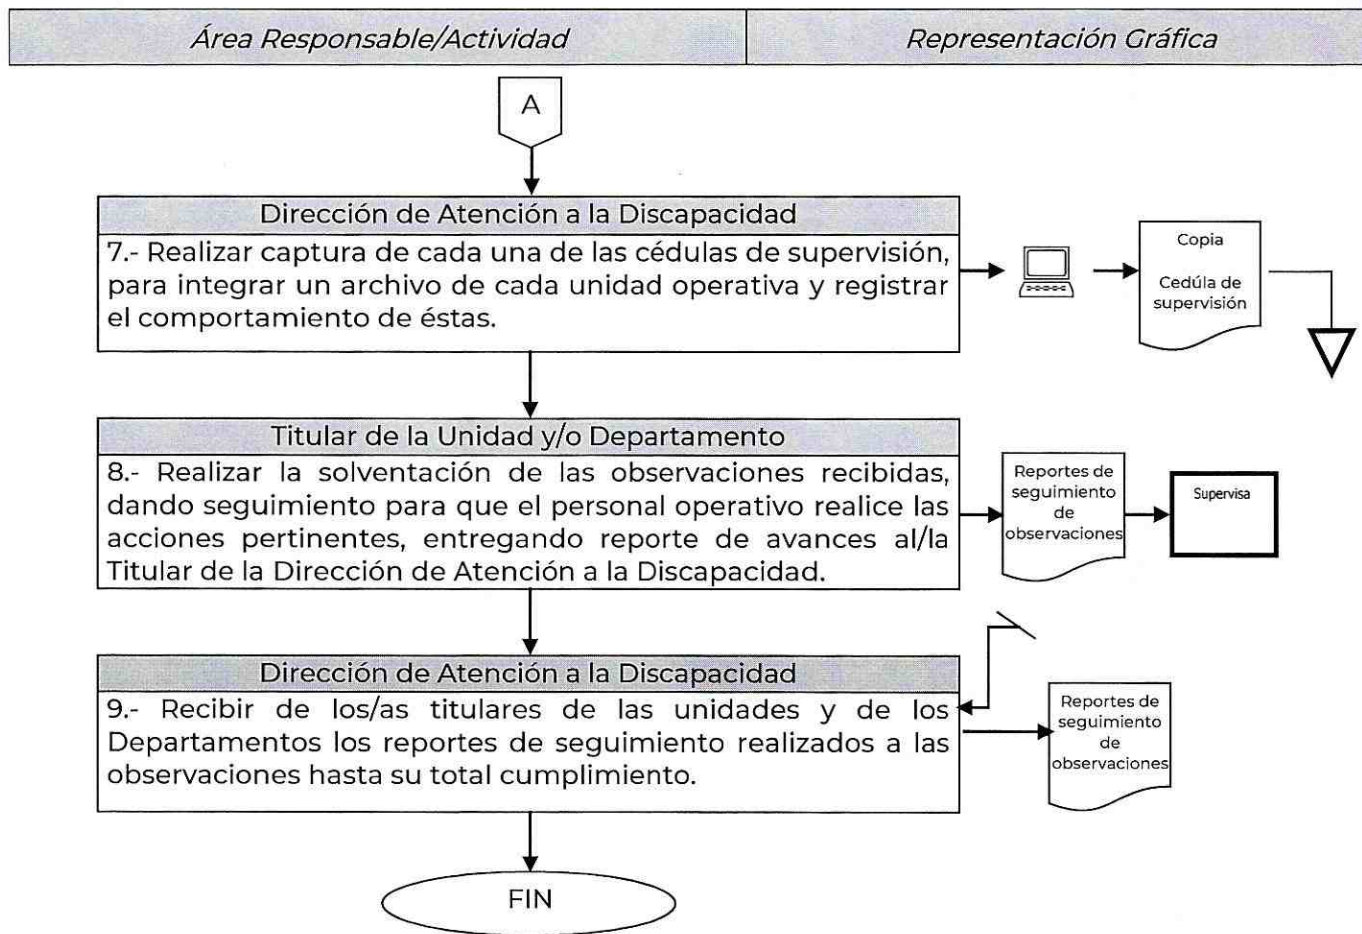 Área Responsable/Actividad
Representación Gráfica
A
Dirección de Atención a la Discapacidad
7.- Realizar captura de cada una de las cédulas de supervisión,
para integrar un archivo de cada unidad operativa y registrar
el comportamiento de éstas.
Copia
Cedúla de
supervisión
Titular de la Unidad y/o Departamento
8.- Realizar la solventación de las observaciones recibidas,
dando seguimiento para que el personal operativo realice las
acciones pertinentes, entregando reporte de avances al/la
Titular de la Dirección de Atención a la Discapacidad.
Reportes de
seguimiento
de
observaciones
Supervisa
Dirección de Atención a la Discapacidad
9.- Recibir de los/as titulares de las unidades y de los
Departamentos los reportes de seguimiento realizados a las
observaciones hasta su total cumplimiento.
Reportes de
seguimiento
de
observaciones
FIN